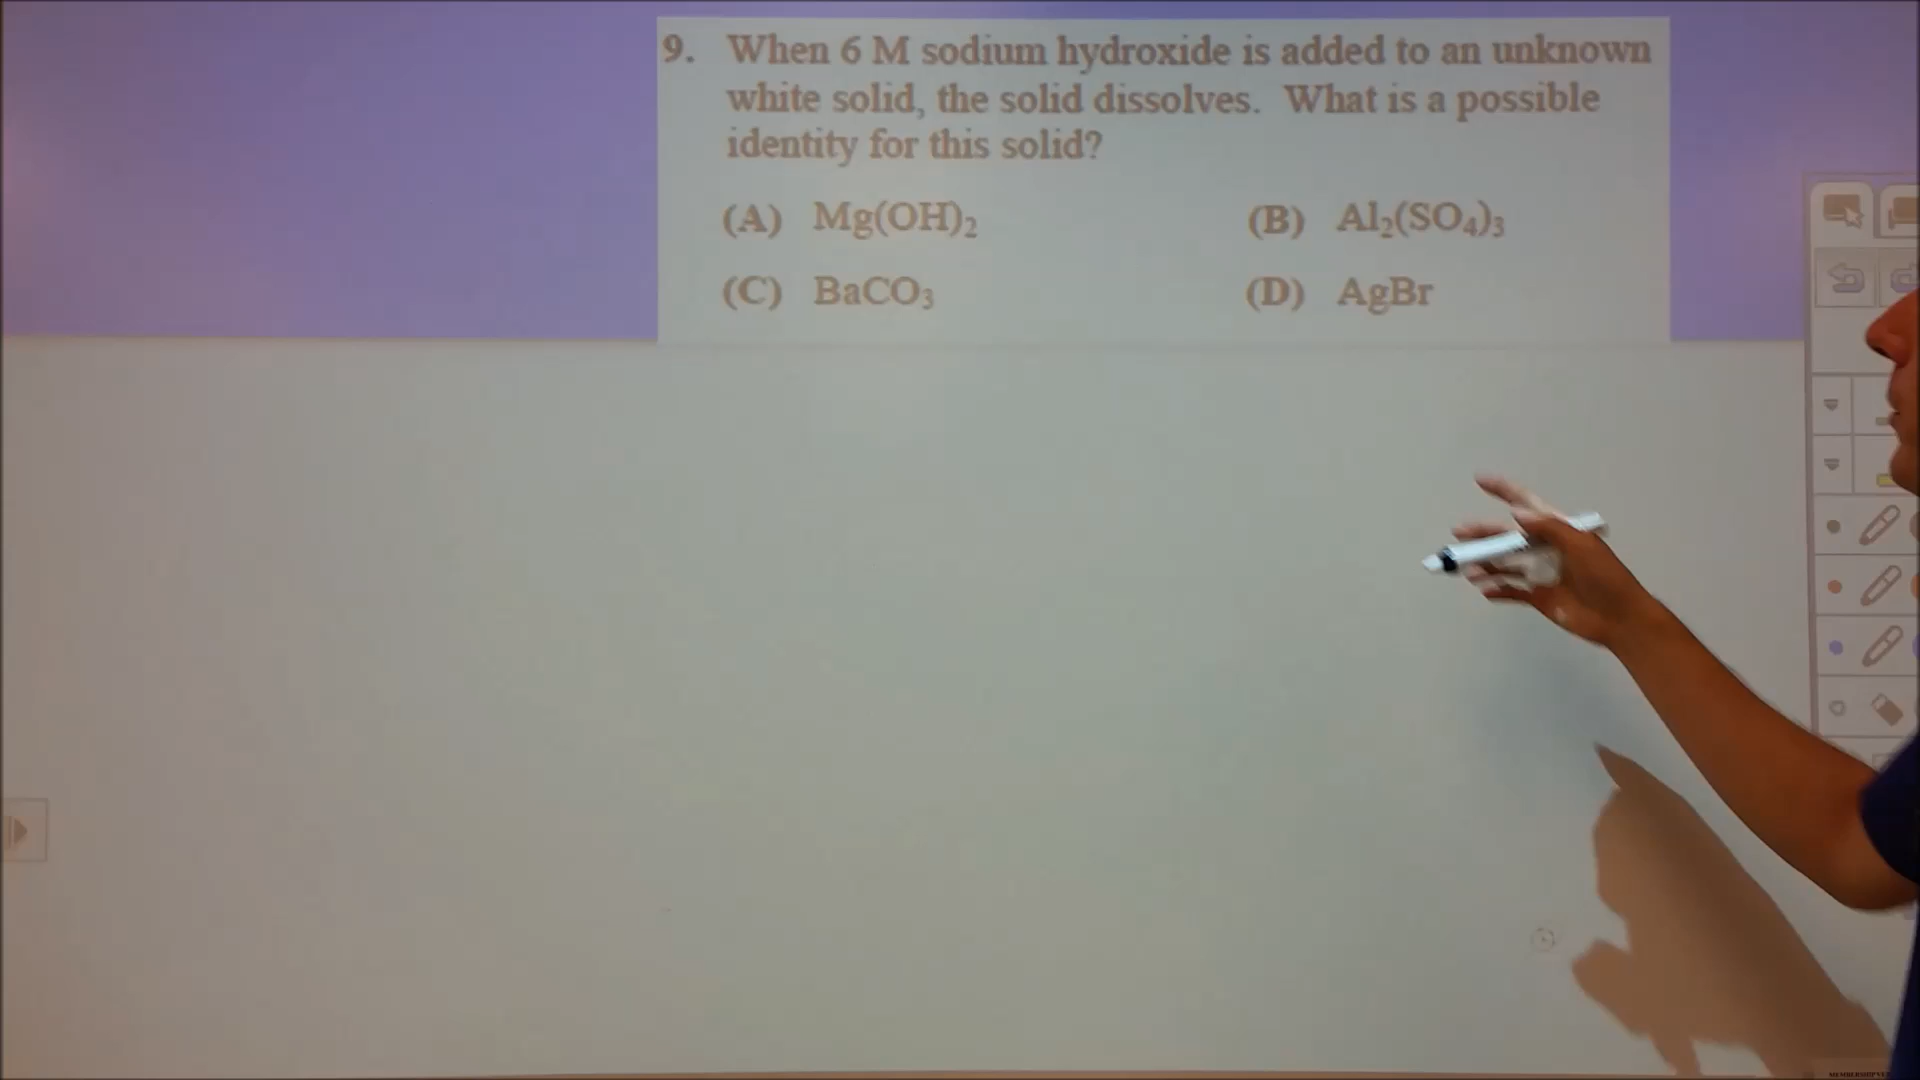 9. When 6 M sodium hydroxide is added to an unknown
white solid, the solid dissolves. What is a possible
identity for this solid?
(A) Mg(OH)₂ (B) Al₂(SO₄)₃
(C) BaCO₃ (D) AgBr